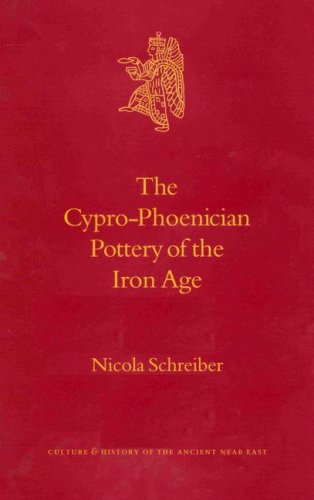 The
Cypro-Phoenician
Pottery of the
Iron Age
Nicola Schreiber
CULTURE & HISTORY OF THE ANCIENT NEAR EAST